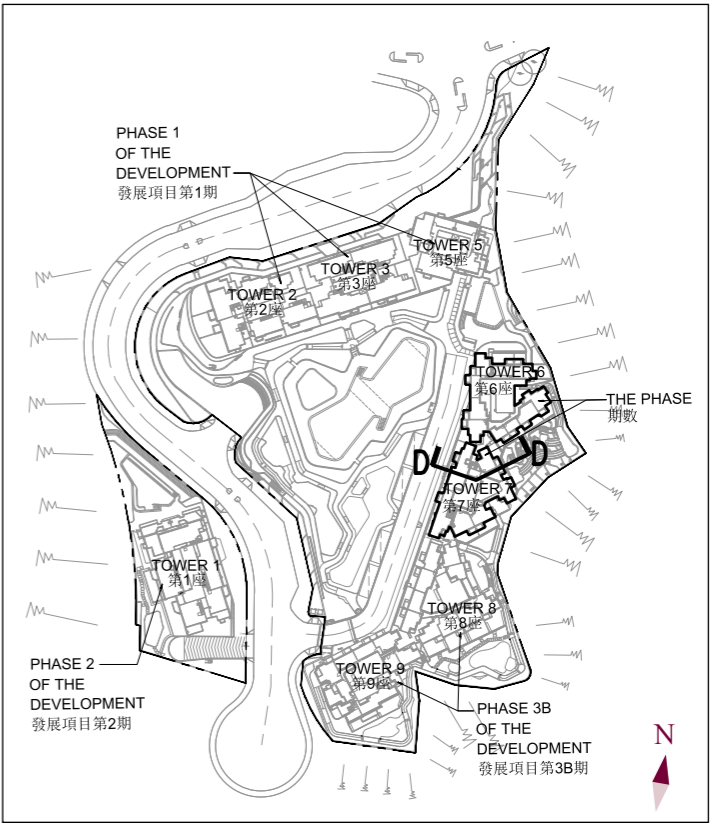 PHASE 1
OF THE
DEVELOPMENT
發展項目第1期
TOWER 5
第5座
TOWER 3
第3座
TOWER 2
第2座
TOWER 6
第6座
THE PHASE
期數
D
D
TOWER 7
第7座
TOWER 1
第1座
TOWER 8
第8座
PHASE 2
OF THE
DEVELOPMENT
發展項目第2期
TOWER 9
第9座
PHASE 3B
OF THE
DEVELOPMENT
發展項目第3B期
N